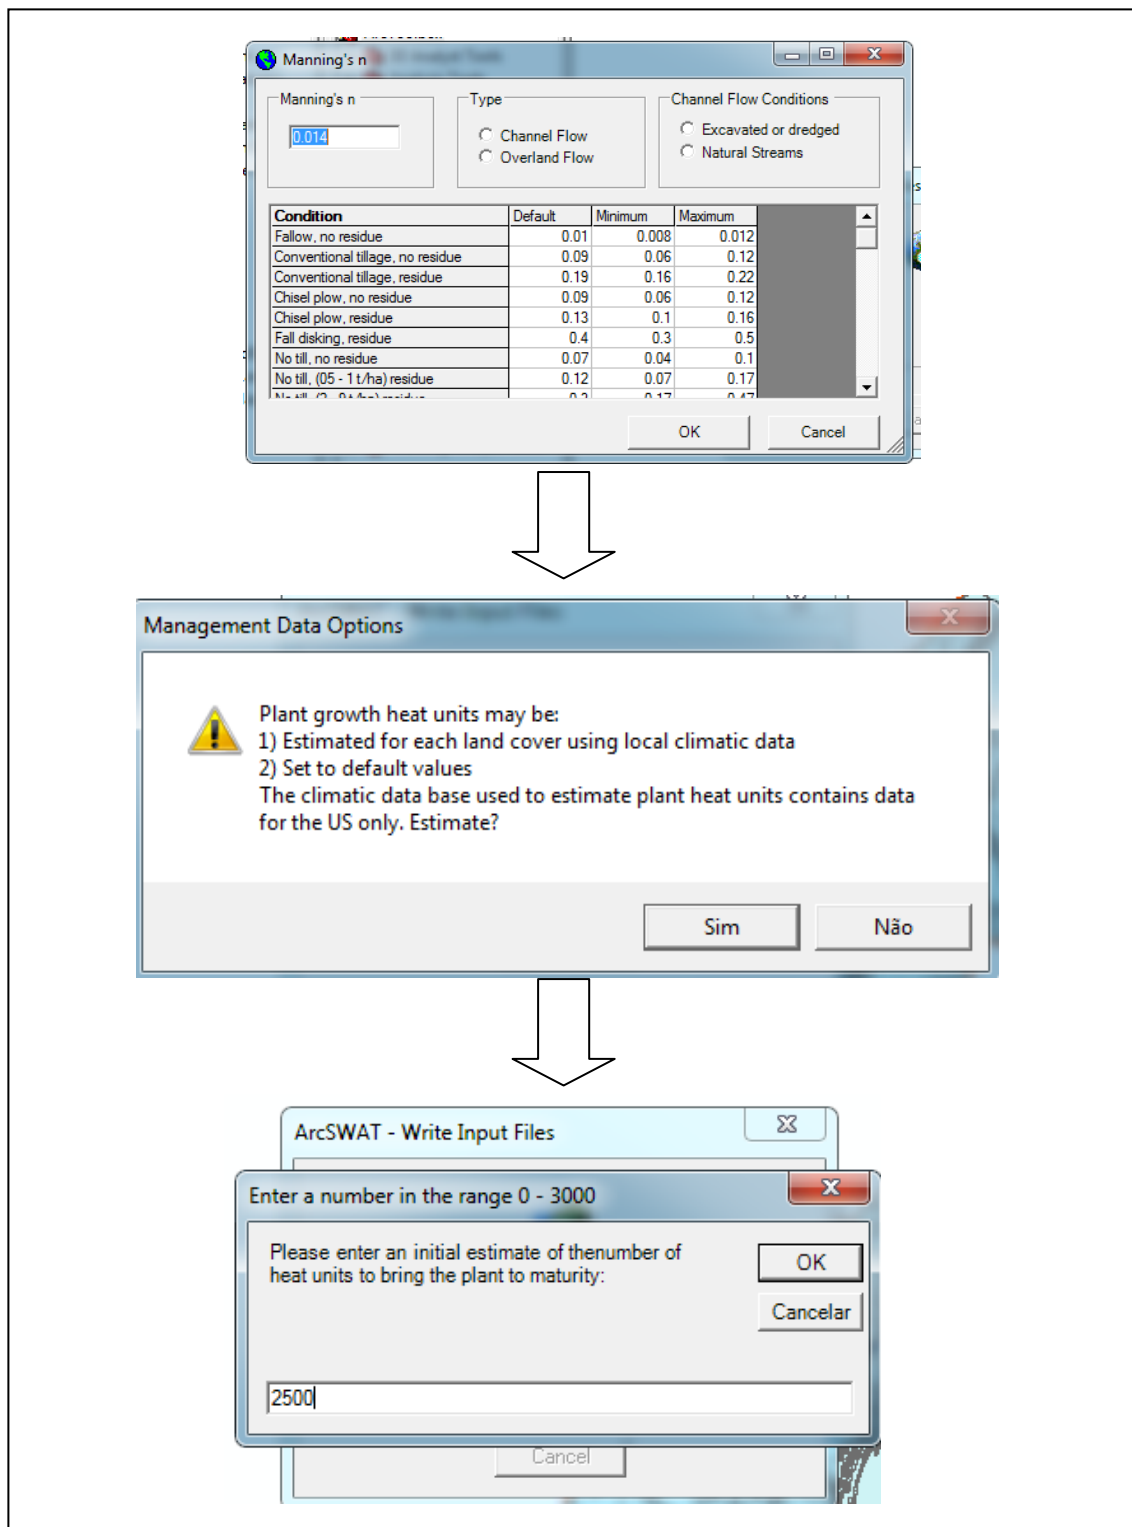 Manning's n
Manning's n
Type
Channel Flow Conditions
0.014
Channel Flow
Overland Flow
Excavated or dredged
Natural Streams
Condition Default Minimum Maximum
Fallow, no residue 0.01 0.008 0.012
Conventional tillage, no residue 0.09 0.06 0.12
Conventional tillage, residue 0.19 0.16 0.22
Chisel plow, no residue 0.09 0.06 0.12
Chisel plow, residue 0.13 0.1 0.16
Fall disking, residue 0.4 0.3 0.5
No till, no residue 0.07 0.04 0.1
No till, (05 - 1 t/ha) residue 0.12 0.07 0.17
OK Cancel
Management Data Options
Plant growth heat units may be:
1) Estimated for each land cover using local climatic data
2) Set to default values
The climatic data base used to estimate plant heat units contains data
for the US only. Estimate?
Sim Não
ArcSWAT - Write Input Files
Enter a number in the range 0 - 3000
Please enter an initial estimate of thenumber of
heat units to bring the plant to maturity:
OK
Cancelar
2500
Cancel